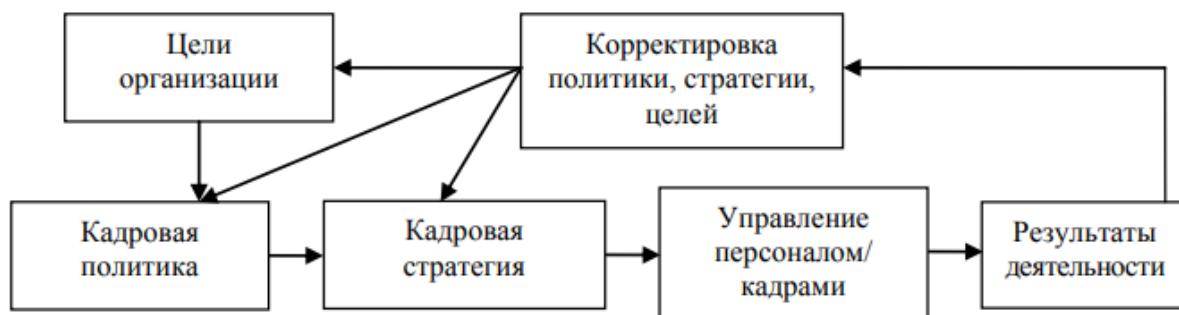 Цели
организации
Корректировка
политики, стратегии,
целей
Кадровая
политика
Кадровая
стратегия
Управление
персоналом/
кадрами
Результаты
деятельности